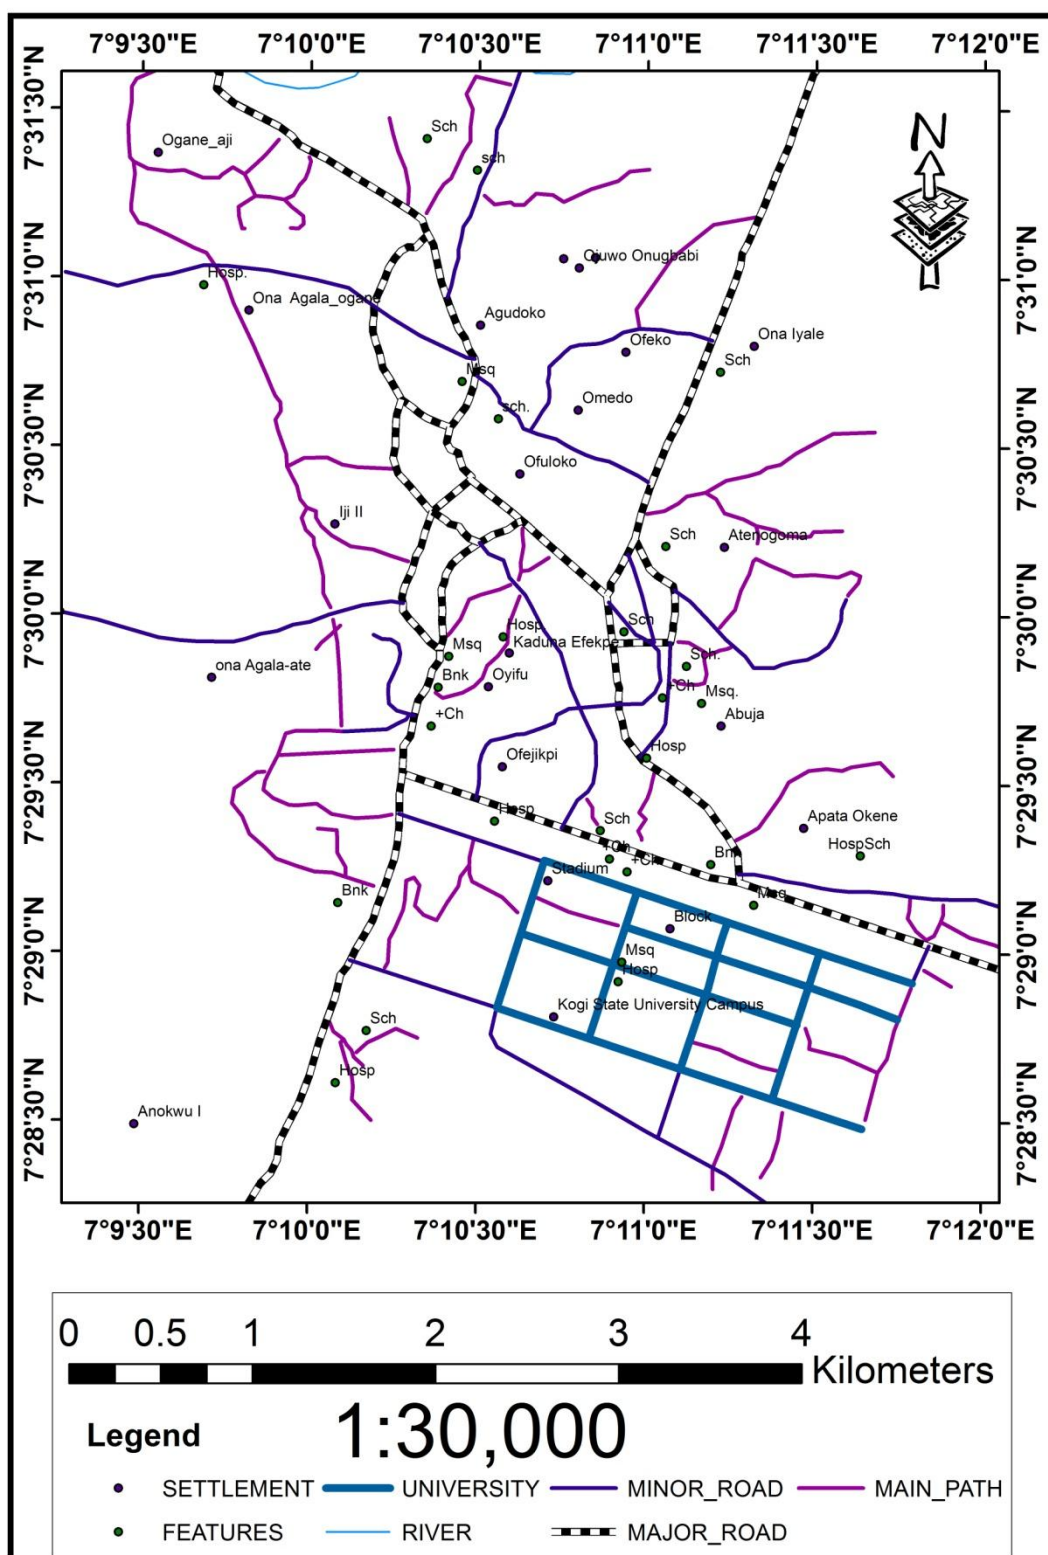 7°9'30"E 7°10'0"E 7°10'30"E 7°11'0"E 7°11'30"E 7°12'0"E
7°31'30"N
N
Sch
Ogane_aji
sch
Ojuwo Onugbabi
7°31'0"N
7°31'0"N
Hosp.
Ona Agala_ogane
Agudoko
Ofeko
Ona Iyale
Sch
Msq
Omedo
sch.
7°30'30"N
7°30'30"N
Ofuloko
Iji II
Sch
Atenogoma
7°30'0"N
7°30'0"N
Hosp
Sch
Msq
Kaduna Efekpe
Sch.
ona Agala-ate
Bnk
Oyifu
+Ch
Msq.
+Ch
Abuja
Ofejikpi
Hosp
7°29'30"N
7°29'30"N
Hosp
Sch
Apata Okene
+Ch
+Ch
Bnk
HospSch
Stadium
Bnk
Msq
Block
7°29'0"N
7°29'0"N
Msq
Hosp
Kogi State University Campus
Sch
Hosp
Anokwu I
7°28'30"N
7°28'30"N
7°9'30"E 7°10'0"E 7°10'30"E 7°11'0"E 7°11'30"E 7°12'0"E
0 0.5 1 2 3 4
Kilometers
Legend 1:30,000
SETTLEMENT UNIVERSITY MINOR_ROAD MAIN_PATH
FEATURES RIVER MAJOR_ROAD